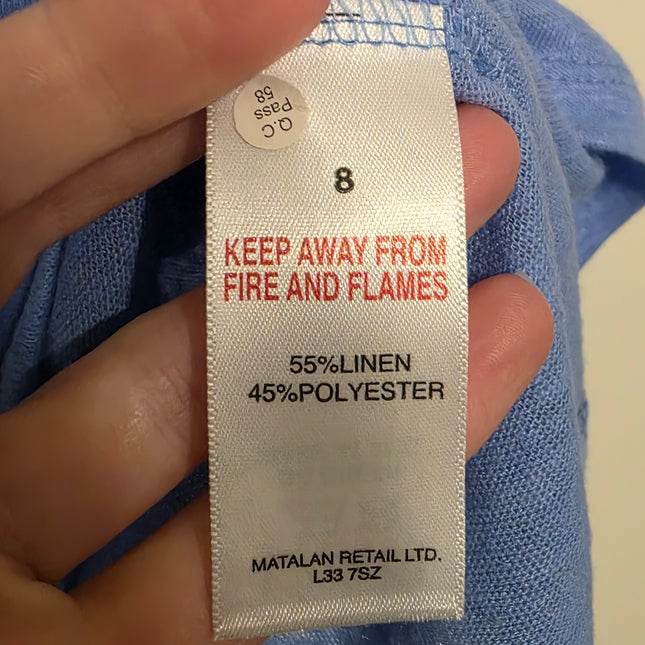 Q.C
Pass
58
8
KEEP AWAY FROM
FIRE AND FLAMES
55%LINEN
45%POLYESTER
MATALAN RETAIL LTD.
L33 7SZ